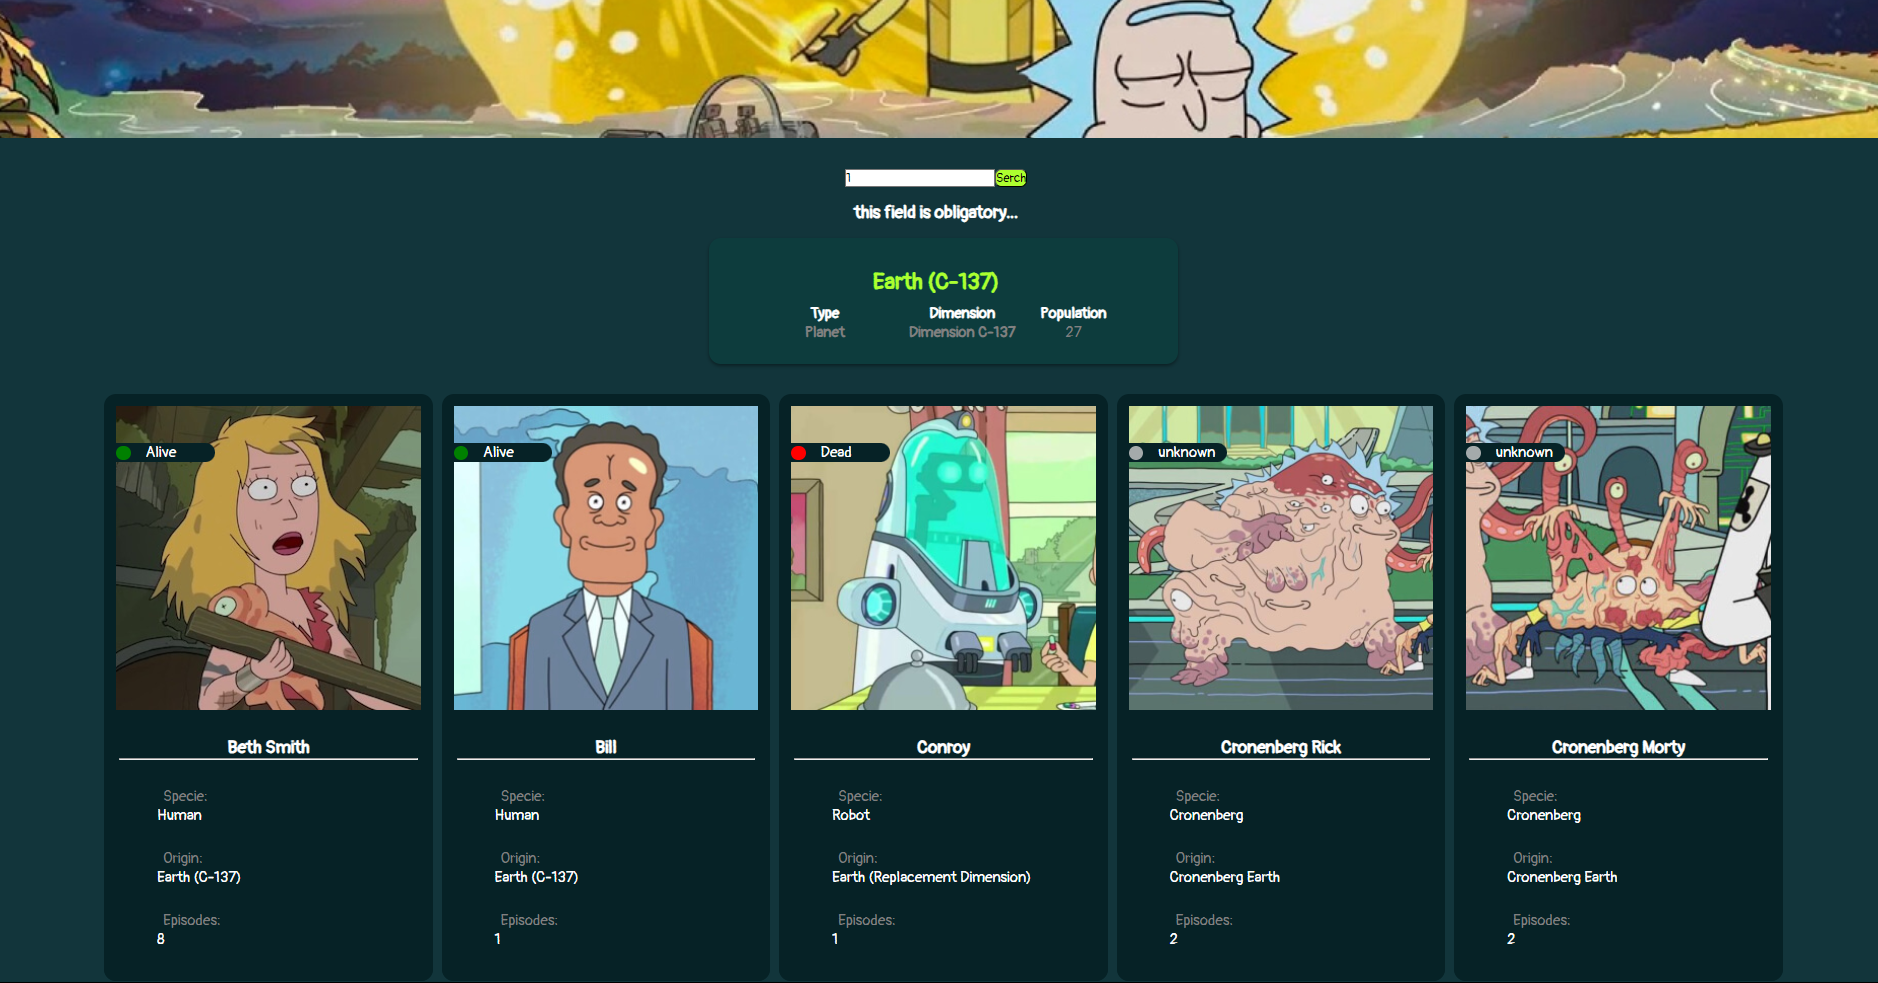 1 Serch
this field is obligatory...
Earth (C-137)
Type Dimension Population
Planet Dimension C-137 27
Alive Alive Dead unknown unknown
Beth Smith Bill Conroy Cronenberg Rick Cronenberg Morty
Specie: Specie: Specie: Specie: Specie:
Human Human Robot Cronenberg Cronenberg
Origin: Origin: Origin: Origin: Origin:
Earth (C-137) Earth (C-137) Earth (Replacement Dimension) Cronenberg Earth Cronenberg Earth
Episodes: Episodes: Episodes: Episodes: Episodes:
8 1 1 2 2